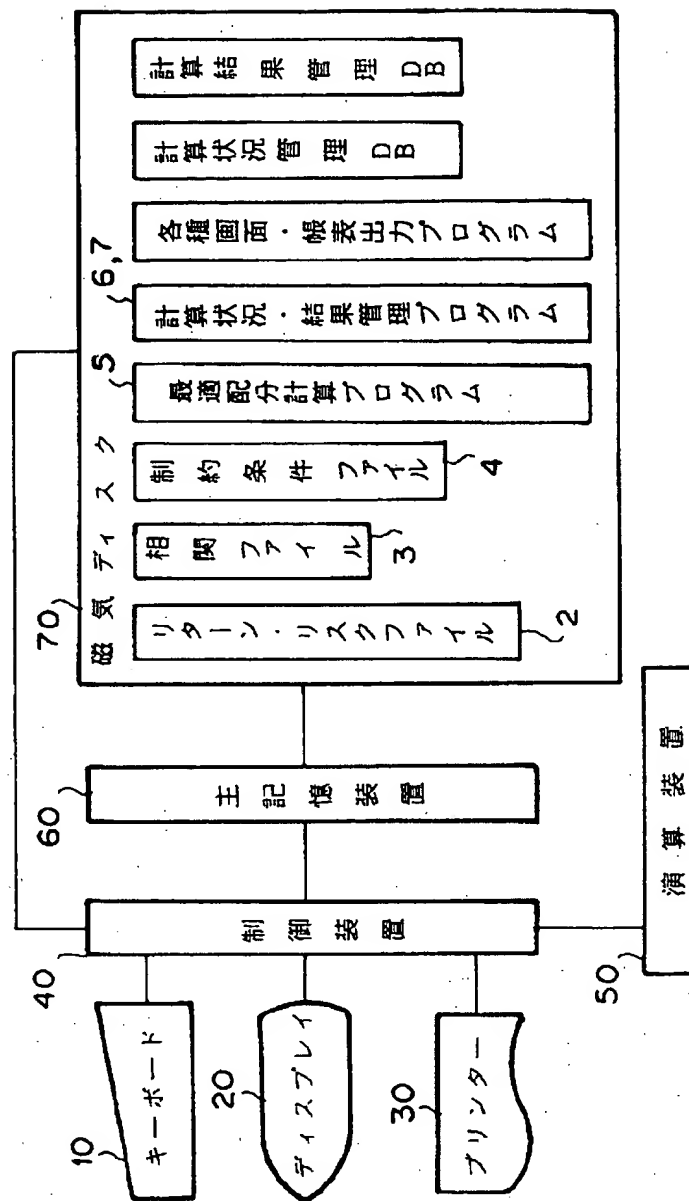 10
キーボード
20
ディスプレイ
30
プリンター
40
制御装置
50
演算装置
60
主記憶装置
70
磁気ディスク
リターン・リスクファイル
2
相関ファイル
3
制約条件ファイル
4
5
最適配分計算プログラム
6,7
計算状況・結果管理プログラム
各種画面・帳表出力プログラム
計算状況管理DB
計算結果管理DB